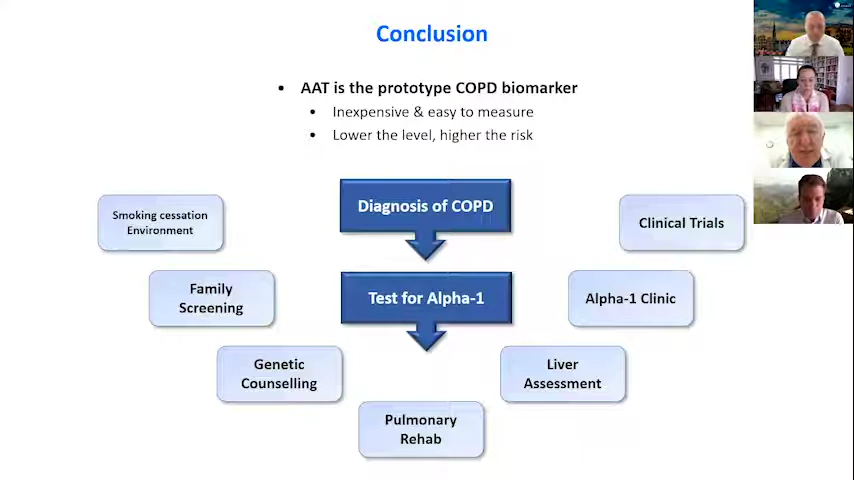 Conclusion
• AAT is the prototype COPD biomarker
• Inexpensive & easy to measure
• Lower the level, higher the risk
Diagnosis of COPD
Smoking cessation
Environment
Clinical Trials
Family
Screening
Test for Alpha-1
Alpha-1 Clinic
Genetic
Counselling
Liver
Assessment
Pulmonary
Rehab